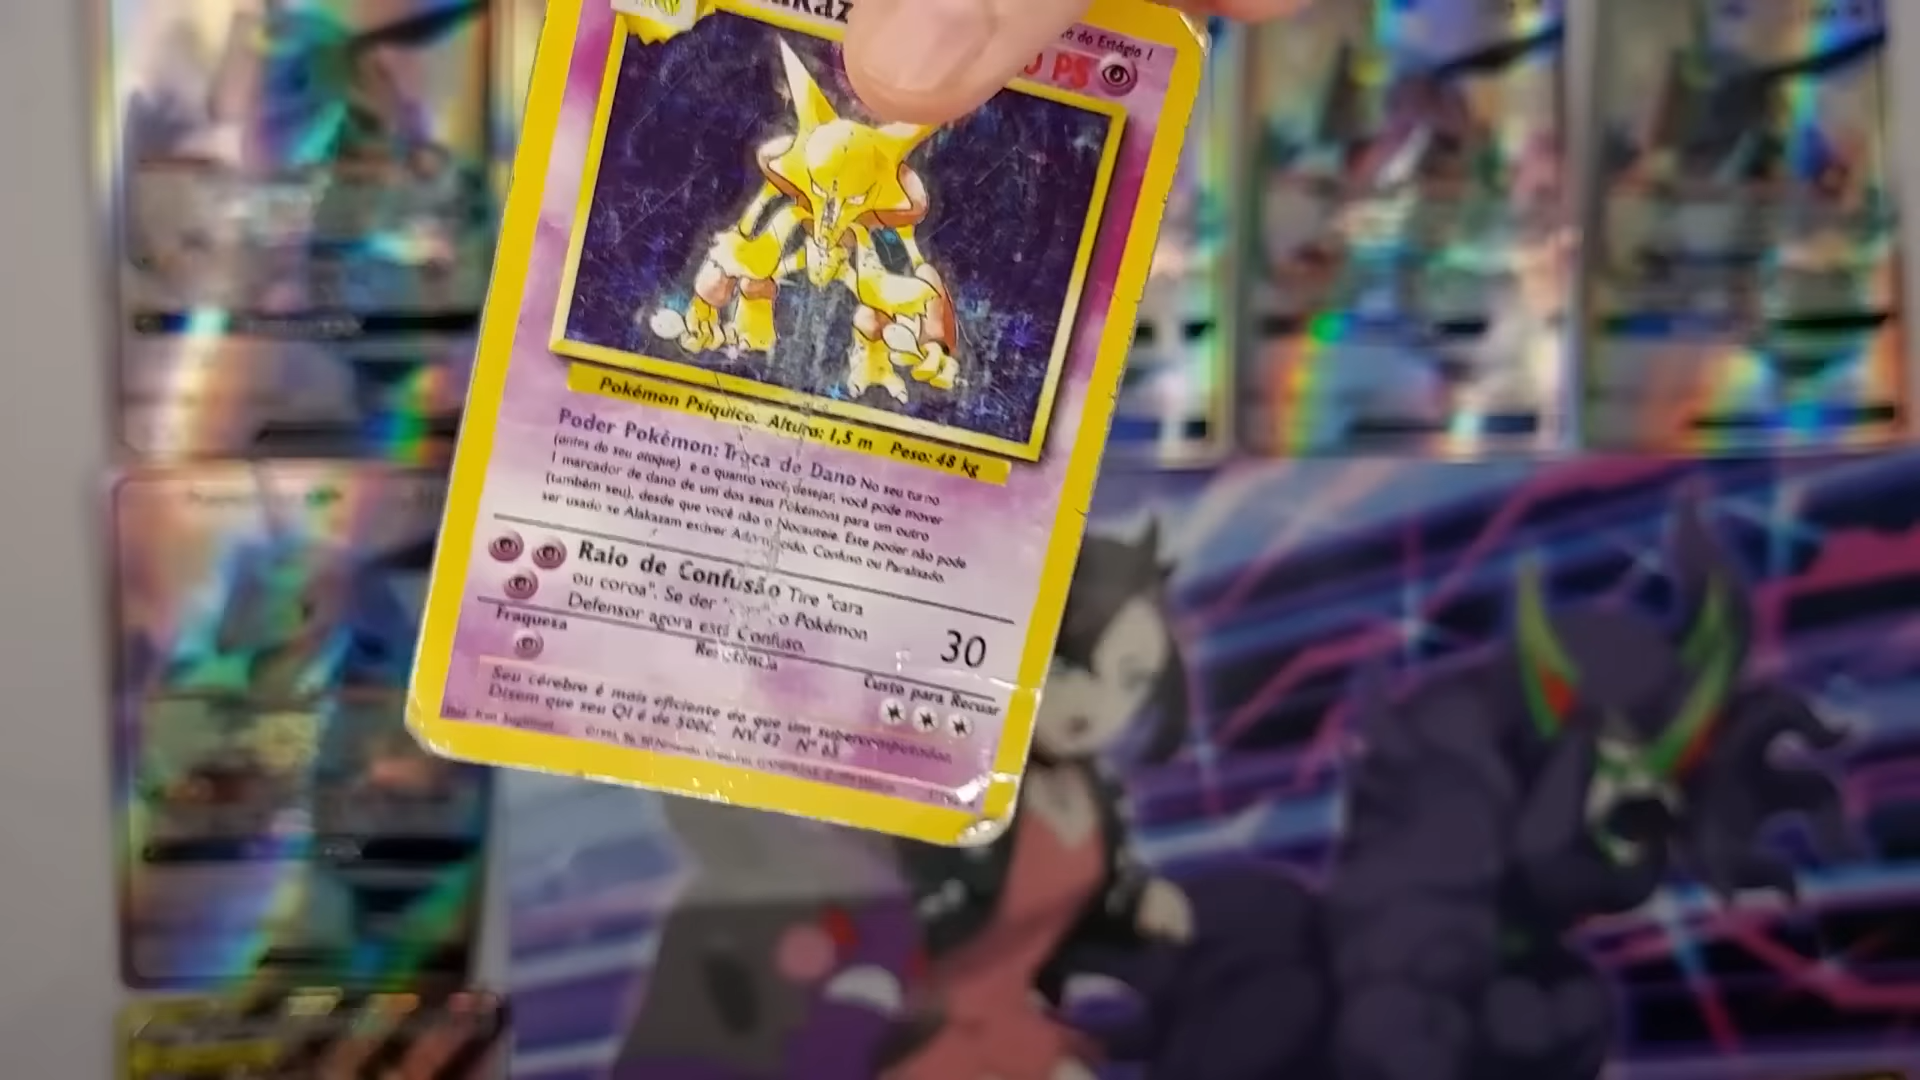 do Estágio 1
PS
Pokémon Psíquico. Altura: 1,5 m Peso: 48 kg
Poder Pokémon: Troca de Dano No seu turno
(antes do seu ataque) e o quanto você desejar, você pode mover
1 marcador de dano de um dos seus Pokémons para um outro
(também seu), desde que você não o Nocauteie. Este poder não pode
ser usado se Alakazam estiver Adormecido, Confuso ou Paralisado.
Raio de Confusão Tire "cara
ou coroa". Se der o Pokémon
Defensor agora está Confuso.
30
Fraqueza
Resistência
Custo para Recuar
Seu cérebro é mais eficiente do que um supercomputador.
Dizem que seu QI é de 5000. NV. 42 Nº 65